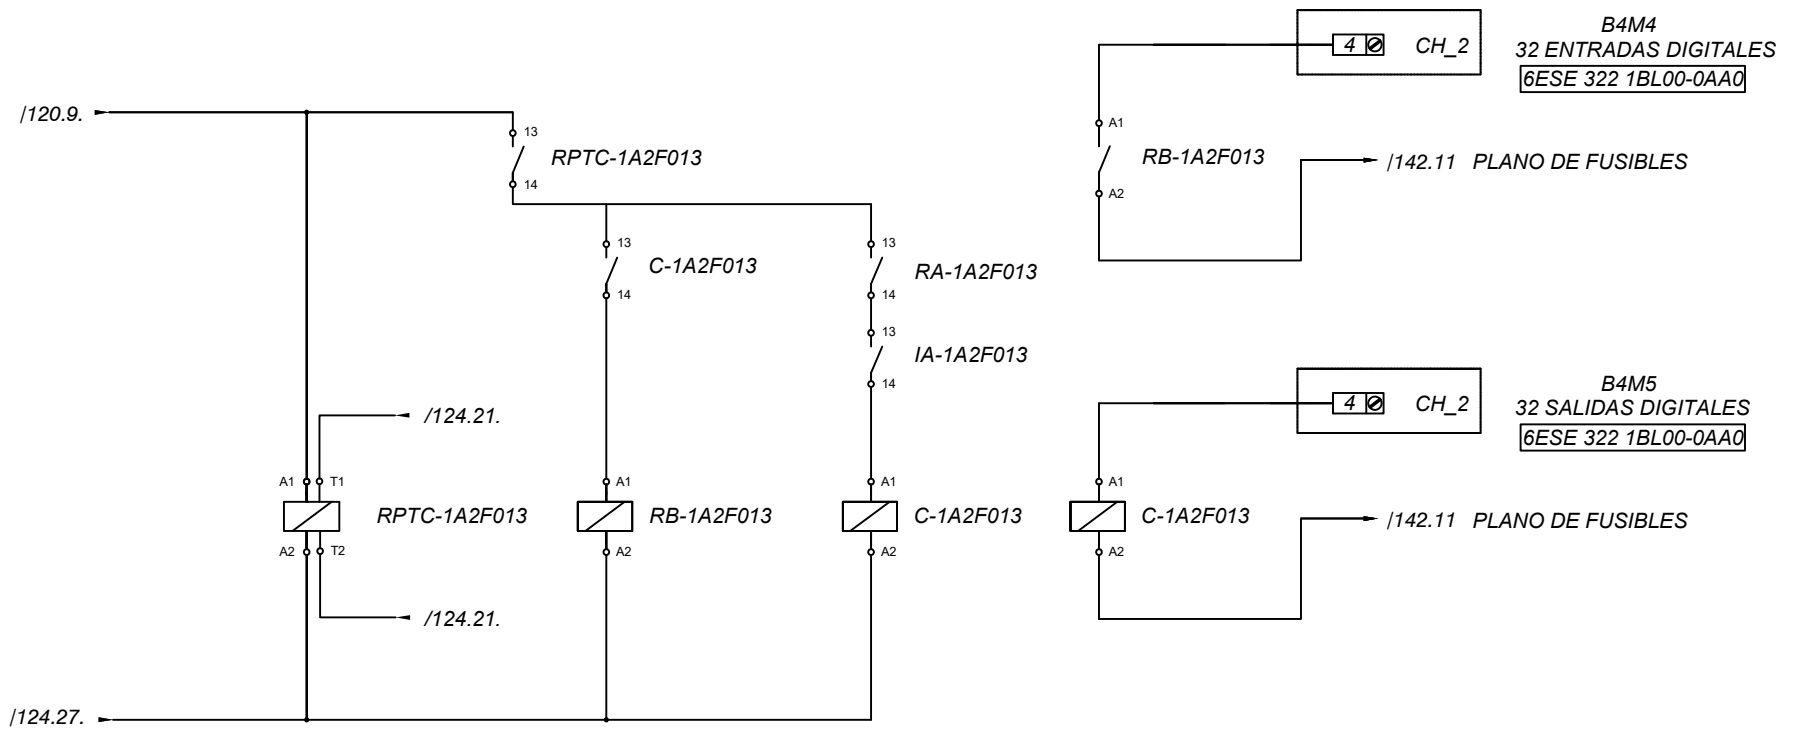 B4M4
4 CH_2
32 ENTRADAS DIGITALES
6ESE 322 1BL00-0AA0
/120.9.
13
RPTC-1A2F013
14
A1
RB-1A2F013
A2
/142.11 PLANO DE FUSIBLES
13
C-1A2F013
14
13
RA-1A2F013
14
13
IA-1A2F013
14
B4M5
4 CH_2
32 SALIDAS DIGITALES
6ESE 322 1BL00-0AA0
/124.21.
A1 T1
RPTC-1A2F013
A2 T2
A1
RB-1A2F013
A2
A1
C-1A2F013
A2
A1
C-1A2F013
A2
/142.11 PLANO DE FUSIBLES
/124.21.
/124.27.